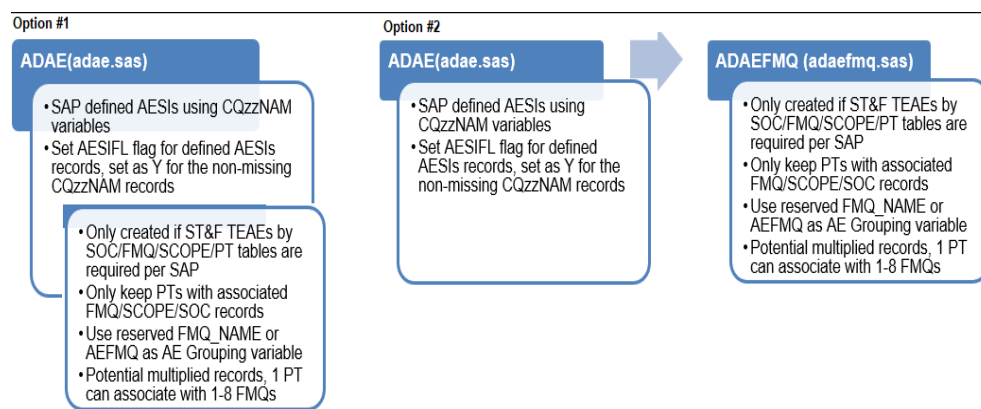 Option #1
ADAE(adae.sas)
•SAP defined AESIs using CQzzNAM
variables
•Set AESIFL flag for defined AESIs
records, set as Y for the non-missing
CQzzNAM records
•Only created if ST&F TEAEs by
SOC/FMQ/SCOPE/PT tables are
required per SAP
•Only keep PTs with associated
FMQ/SCOPE/SOC records
•Use reserved FMQ_NAME or
AEFMQ as AE Grouping variable
•Potential multiplied records, 1 PT
can associate with 1-8 FMQs
Option #2
ADAE(adae.sas)
•SAP defined AESIs using
CQzzNAM variables
•Set AESIFL flag for defined
AESIs records, set as Y for the
non-missing CQzzNAM records
ADAEFMQ (adaefmq.sas)
•Only created if ST&F TEAEs by
SOC/FMQ/SCOPE/PT tables are
required per SAP
•Only keep PTs with associated
FMQ/SCOPE/SOC records
•Use reserved FMQ_NAME or
AEFMQ as AE Grouping variable
•Potential multiplied records, 1 PT
can associate with 1-8 FMQs